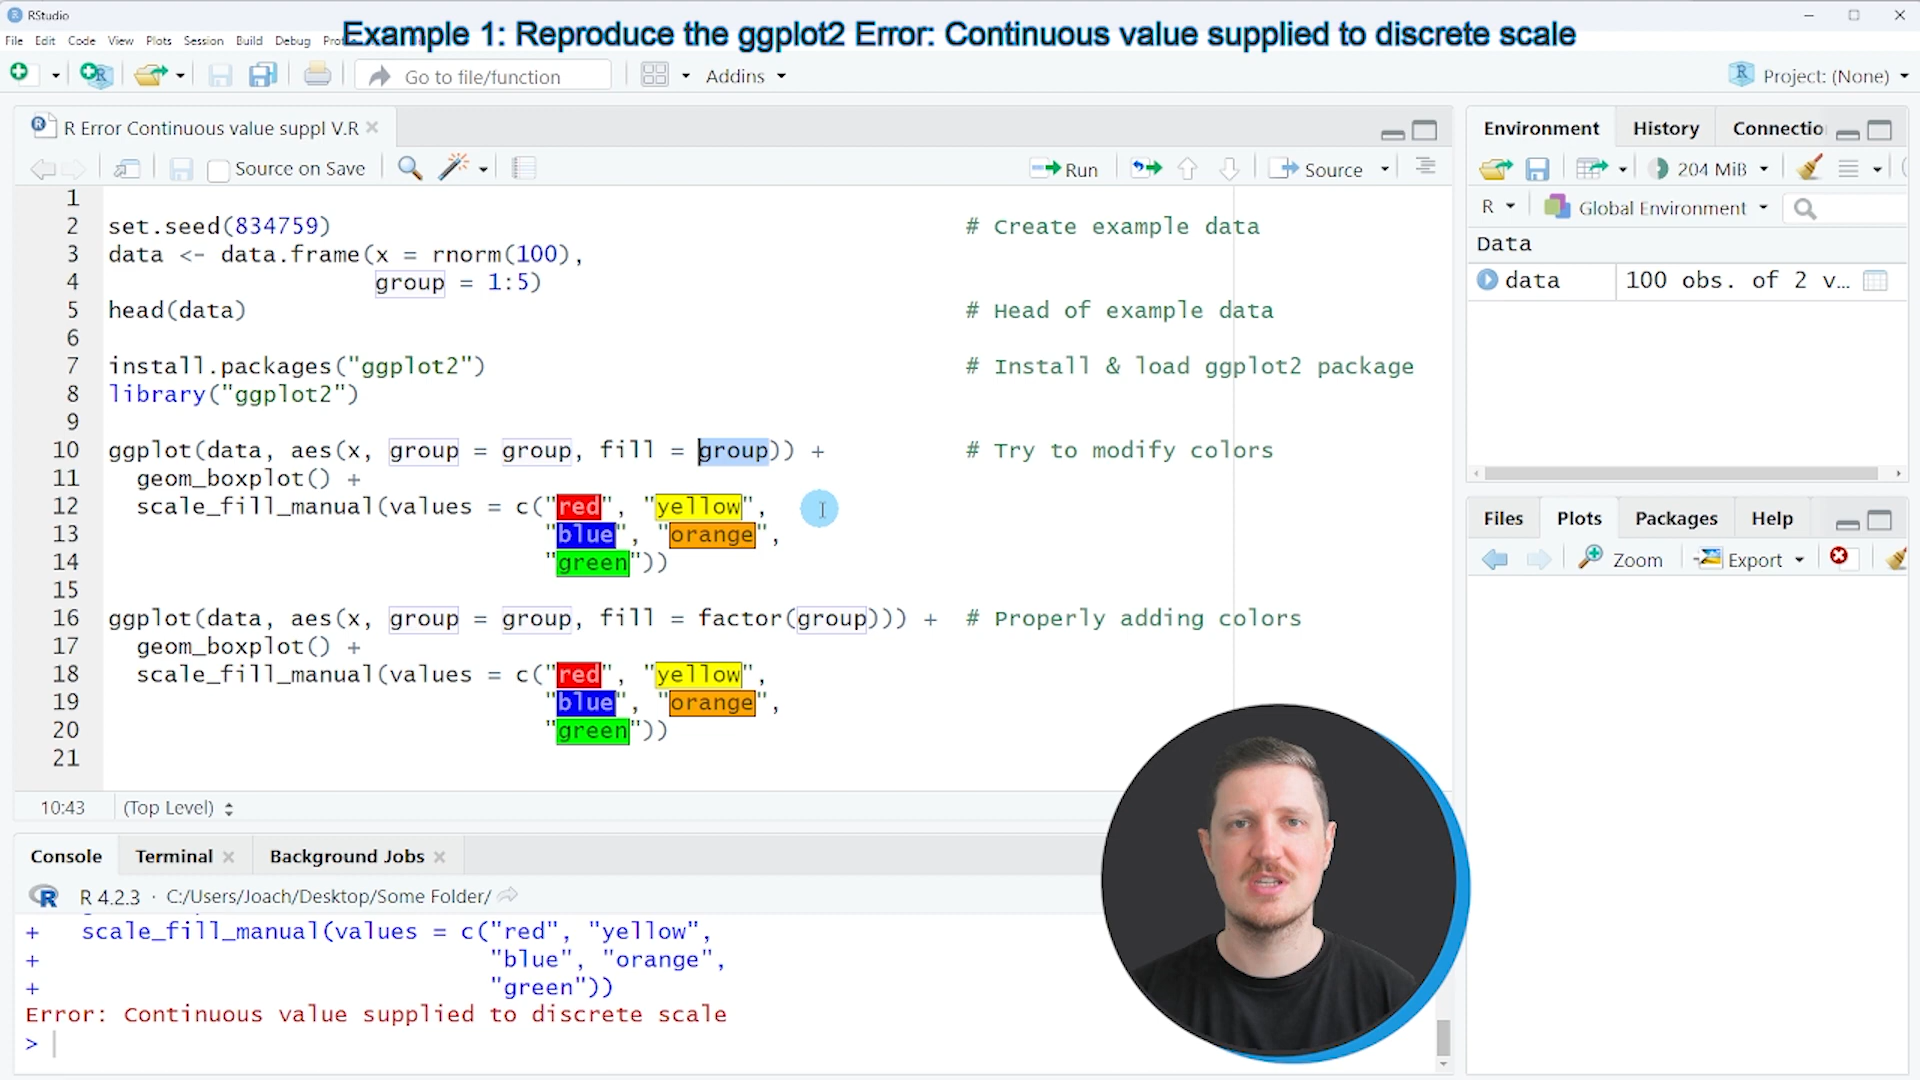 RStudio
Example 1: Reproduce the ggplot2 Error: Continuous value supplied to discrete scale
File Edit Code View Plots Session Build Debug
Go to file/function Addins Project: (None)
R Error Continuous value suppl V.R
Source on Save Run Source
1
2 set.seed(834759) # Create example data
3 data <- data.frame(x = rnorm(100),
4 group = 1:5)
5 head(data) # Head of example data
6
7 install.packages("ggplot2") # Install & load ggplot2 package
8 library("ggplot2")
9
10 ggplot(data, aes(x, group = group, fill = group)) + # Try to modify colors
11 geom_boxplot() +
12 scale_fill_manual(values = c("red", "yellow",
13 "blue", "orange",
14 "green"))
15
16 ggplot(data, aes(x, group = group, fill = factor(group))) + # Properly adding colors
17 geom_boxplot() +
18 scale_fill_manual(values = c("red", "yellow",
19 "blue", "orange",
20 "green"))
21
10:43 (Top Level)
Console Terminal Background Jobs
R 4.2.3 · C:/Users/Joach/Desktop/Some Folder/
+ scale_fill_manual(values = c("red", "yellow",
+ "blue", "orange",
+ "green"))
Error: Continuous value supplied to discrete scale
>
Environment History Connectio
204 MiB
R Global Environment
Data
data 100 obs. of 2 v…
Files Plots Packages Help
Zoom Export